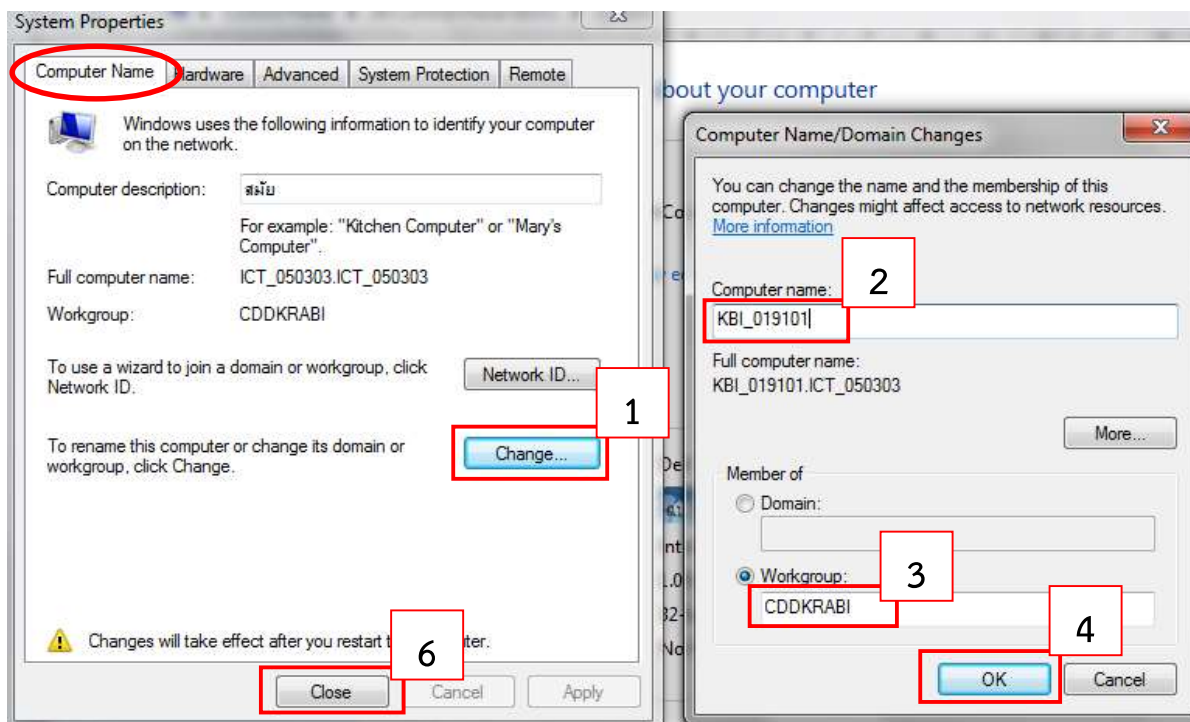 System Properties
Computer Name
Hardware
Advanced
System Protection
Remote
Windows uses the following information to identify your computer
on the network.
Computer description:
สมัย
For example: "Kitchen Computer" or "Mary's
Computer".
Full computer name:
ICT_050303.ICT_050303
Workgroup:
CDDKRABI
To use a wizard to join a domain or workgroup, click
Network ID.
Network ID...
1
To rename this computer or change its domain or
workgroup, click Change.
Change...
Changes will take effect after you restart
6
Close
Cancel
Apply
bout your computer
Computer Name/Domain Changes
You can change the name and the membership of this
computer. Changes might affect access to network resources.
More information
2
Computer name:
KBI_019101
Full computer name:
KBI_019101.ICT_050303
More...
Member of
Domain:
Workgroup:
3
CDDKRABI
4
OK
Cancel